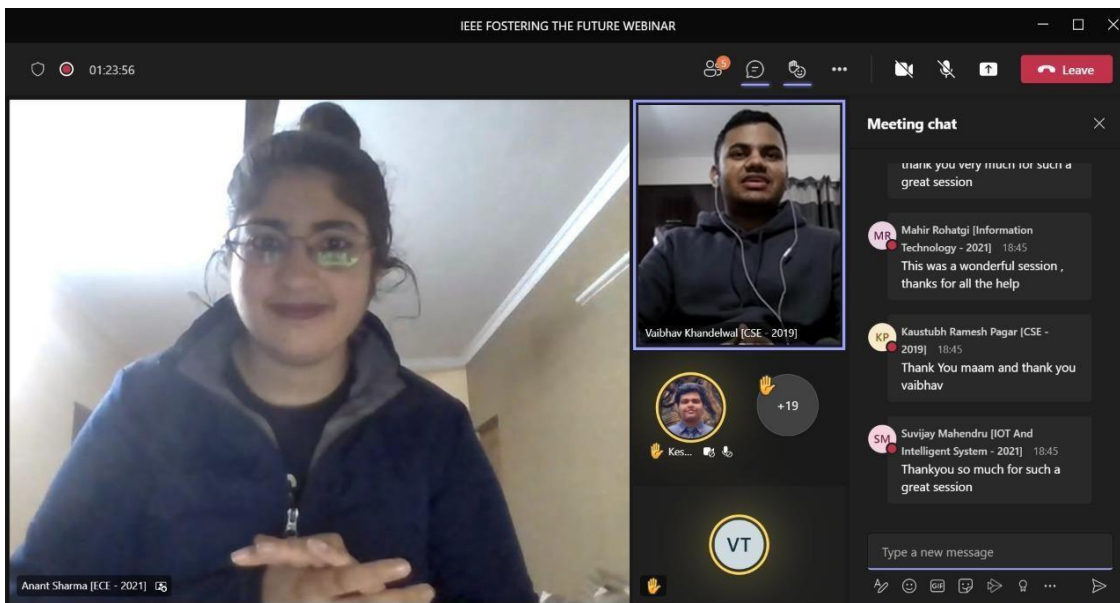 IEEE FOSTERING THE FUTURE WEBINAR
01:23:56
5
Leave
Anant Sharma [ECE - 2021]
Vaibhav Khandelwal [CSE - 2019]
+19
Kes...
VT
Meeting chat
thank you very much for such a
great session
MR
Mahir Rohatgi [Information
Technology - 2021] 18:45
This was a wonderful session ,
thanks for all the help
KP
Kaustubh Ramesh Pagar [CSE -
2019] 18:45
Thank You maam and thank you
vaibhav
SM
Suvijay Mahendru [IOT And
Intelligent System - 2021] 18:45
Thankyou so much for such a
great session
Type a new message
GIF